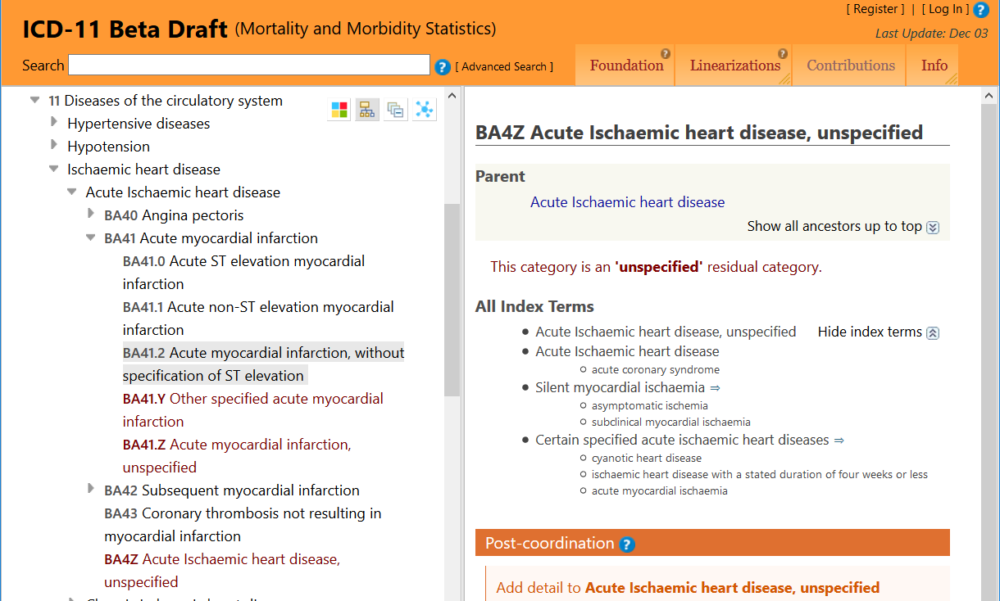 [ Register ] | [ Log In ] ?
ICD-11 Beta Draft (Mortality and Morbidity Statistics)
Last Update: Dec 03
Search ? [ Advanced Search ]
Foundation ? Linearizations ? Contributions Info
11 Diseases of the circulatory system
Hypertensive diseases
Hypotension
Ischaemic heart disease
Acute Ischaemic heart disease
BA40 Angina pectoris
BA41 Acute myocardial infarction
BA41.0 Acute ST elevation myocardial
infarction
BA41.1 Acute non-ST elevation myocardial
infarction
BA41.2 Acute myocardial infarction, without
specification of ST elevation
BA41.Y Other specified acute myocardial
infarction
BA41.Z Acute myocardial infarction,
unspecified
BA42 Subsequent myocardial infarction
BA43 Coronary thrombosis not resulting in
myocardial infarction
BA4Z Acute Ischaemic heart disease,
unspecified
BA4Z Acute Ischaemic heart disease, unspecified
Parent
Acute Ischaemic heart disease
Show all ancestors up to top
This category is an 'unspecified' residual category.
All Index Terms
Acute Ischaemic heart disease, unspecified
Hide index terms
Acute Ischaemic heart disease
acute coronary syndrome
Silent myocardial ischaemia ⇒
asymptomatic ischemia
subclinical myocardial ischaemia
Certain specified acute ischaemic heart diseases ⇒
cyanotic heart disease
ischaemic heart disease with a stated duration of four weeks or less
acute myocardial ischaemia
Post-coordination ?
Add detail to Acute Ischaemic heart disease, unspecified